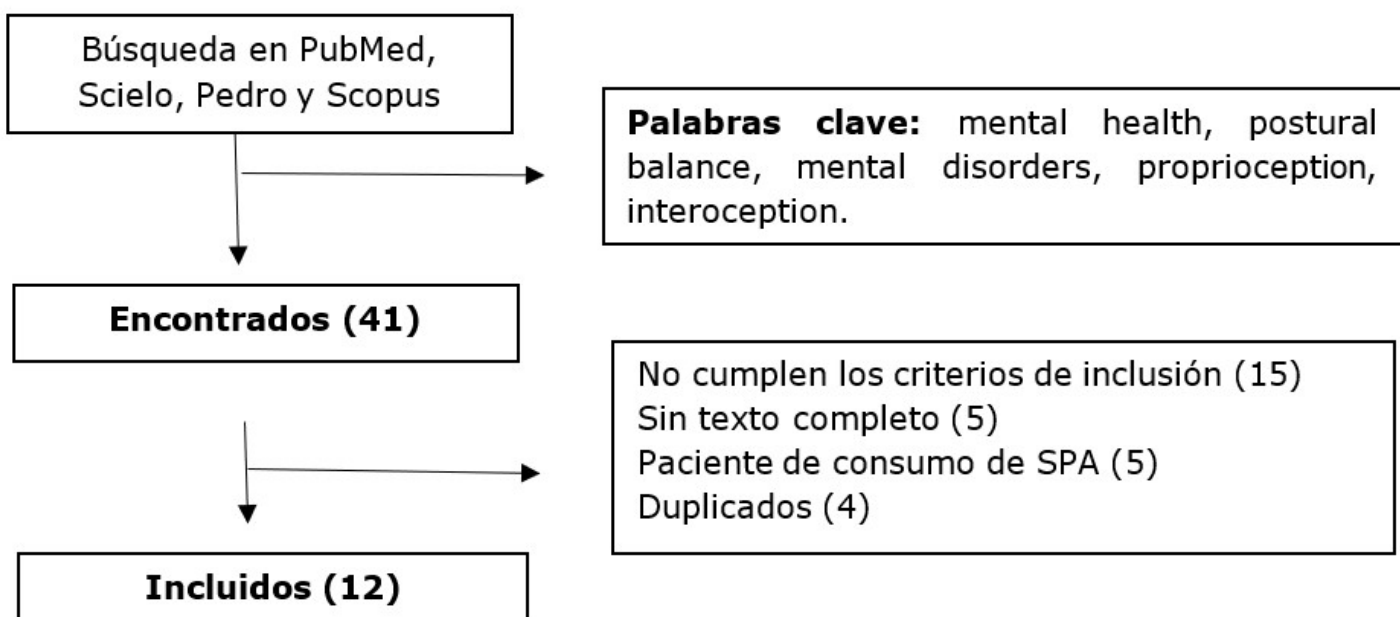 Búsqueda en PubMed,
Scielo, Pedro y Scopus
Palabras clave: mental health, postural
balance, mental disorders, proprioception,
interoception.
Encontrados (41)
No cumplen los criterios de inclusión (15)
Sin texto completo (5)
Paciente de consumo de SPA (5)
Duplicados (4)
Incluidos (12)